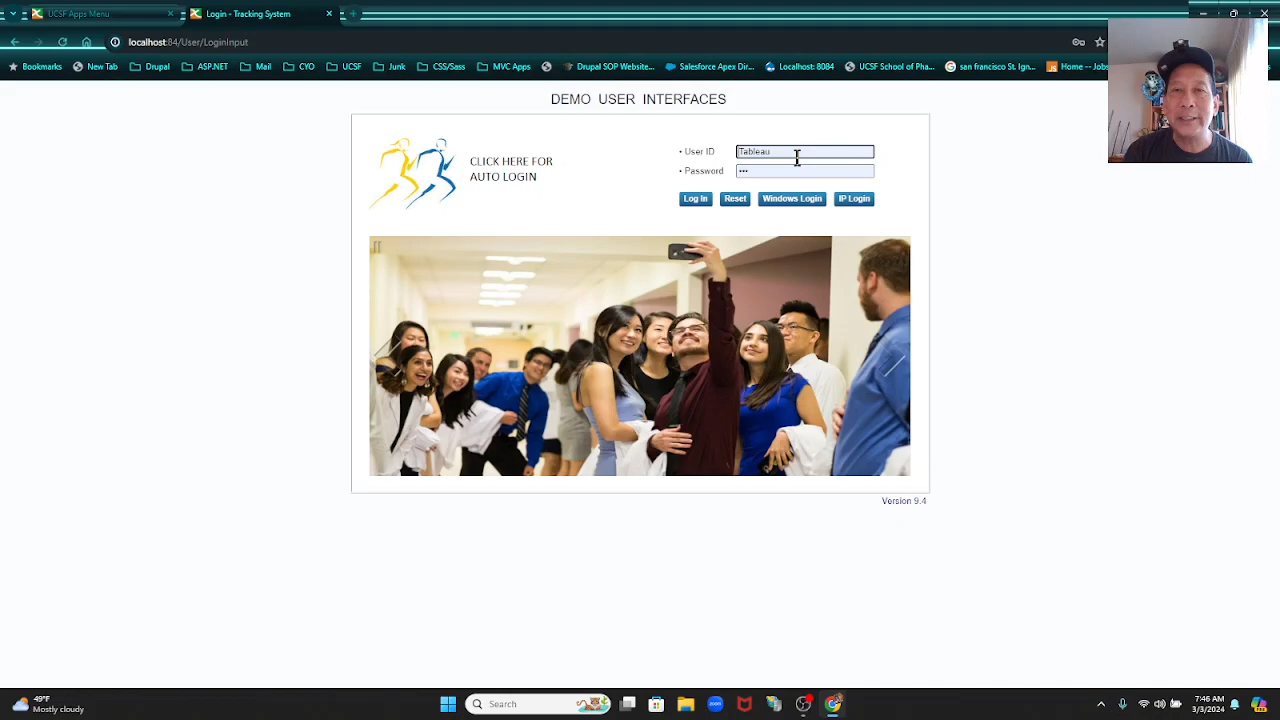 UCSF Apps Menu
Login - Tracking System
localhost:84/User/LoginInput
Bookmarks
New Tab
Drupal
ASP.NET
Mail
CYO
UCSF
Junk
CSS/Sass
MVC Apps
Drupal SOP Website...
Salesforce Apex Dir...
Localhost: 8084
UCSF School of Pha...
san francisco St. Ign...
Home -- Jobs
DEMO USER INTERFACES
CLICK HERE FOR
AUTO LOGIN
• User ID
Tableau
• Password
•••
Log In
Reset
Windows Login
IP Login
Version 9.4
49°F
Mostly cloudy
Search
zoom
7:46 AM
3/3/2024